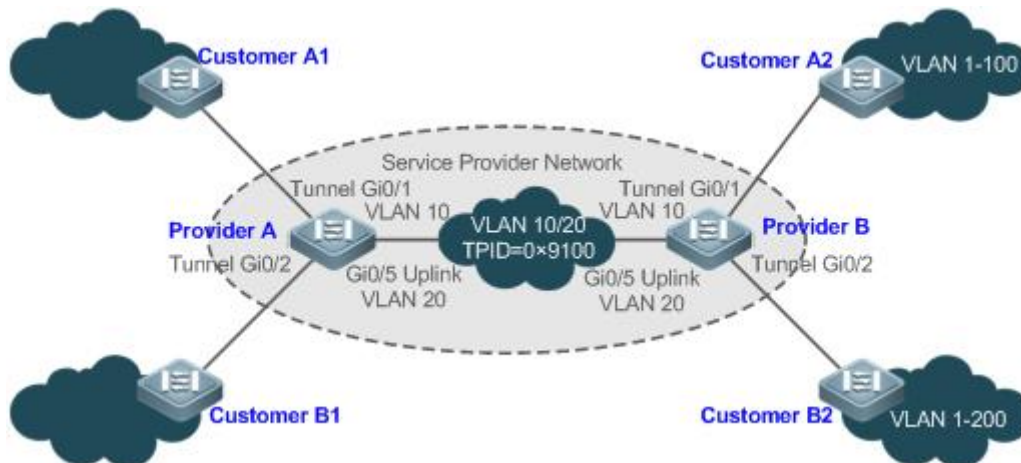 Customer A1
Customer A2
VLAN 1-100
Service Provider Network
Tunnel Gi0/1
VLAN 10
Tunnel Gi0/1
VLAN 10
VLAN 10/20
TPID=0×9100
Provider A
Provider B
Tunnel Gi0/2
Gi0/5 Uplink
VLAN 20
Gi0/5 Uplink
VLAN 20
Tunnel Gi0/2
Customer B1
Customer B2
VLAN 1-200